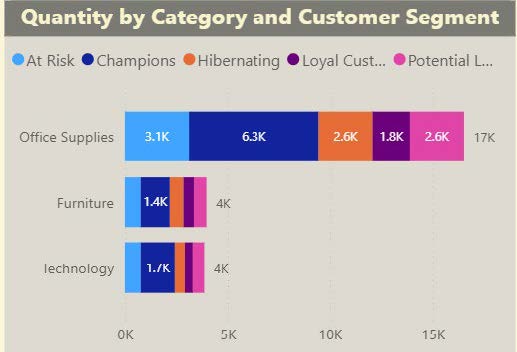 Quantity by Category and Customer Segment
At Risk Champions Hibernating Loyal Cust... Potential L...
Office Supplies 3.1K 6.3K 2.6K 1.8K 2.6K 17K
Furniture 1.4K 4K
Technology 1.7K 4K
0K 5K 10K 15K